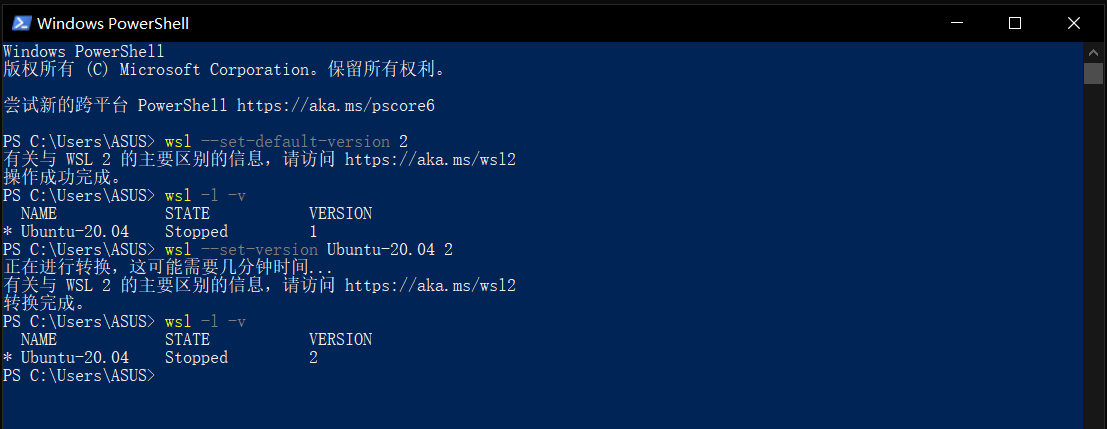 Windows PowerShell
Windows PowerShell
版权所有 (C) Microsoft Corporation。保留所有权利。
尝试新的跨平台 PowerShell https://aka.ms/pscore6
PS C:\Users\ASUS> wsl --set-default-version 2
有关与 WSL 2 的主要区别的信息，请访问 https://aka.ms/wsl2
操作成功完成。
PS C:\Users\ASUS> wsl -l -v
  NAME            STATE           VERSION
* Ubuntu-20.04    Stopped         1
PS C:\Users\ASUS> wsl --set-version Ubuntu-20.04 2
正在进行转换，这可能需要几分钟时间...
有关与 WSL 2 的主要区别的信息，请访问 https://aka.ms/wsl2
转换完成。
PS C:\Users\ASUS> wsl -l -v
  NAME            STATE           VERSION
* Ubuntu-20.04    Stopped         2
PS C:\Users\ASUS>